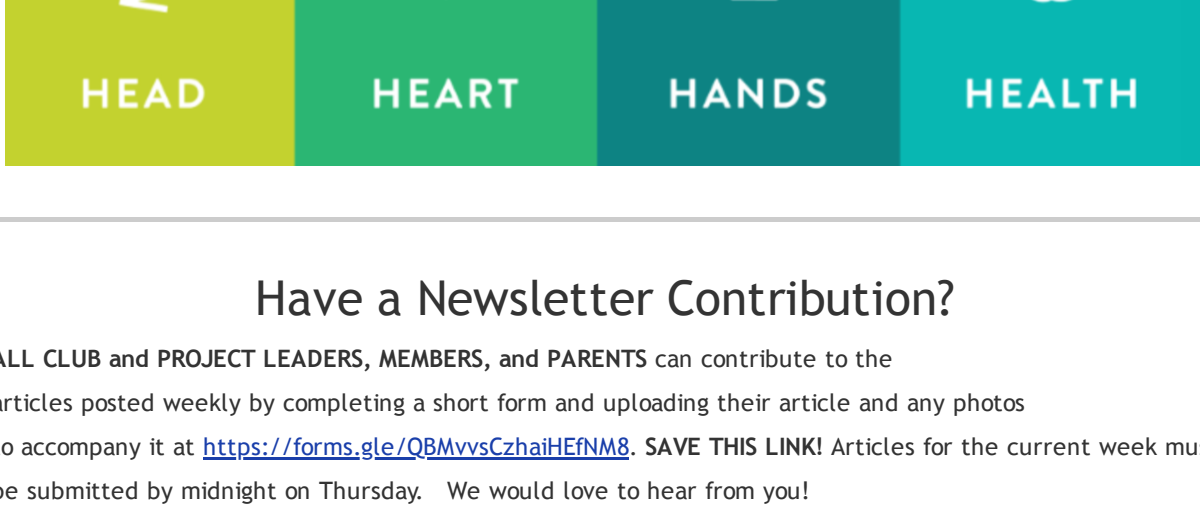 HEAD HEART HANDS HEALTH
Have a Newsletter Contribution?
ALL CLUB and PROJECT LEADERS, MEMBERS, and PARENTS can contribute to the
articles posted weekly by completing a short form and uploading their article and any photos
o accompany it at https://forms.gle/QBMvvsCzhaiHEfNM8. SAVE THIS LINK! Articles for the current week mu
be submitted by midnight on Thursday. We would love to hear from you!